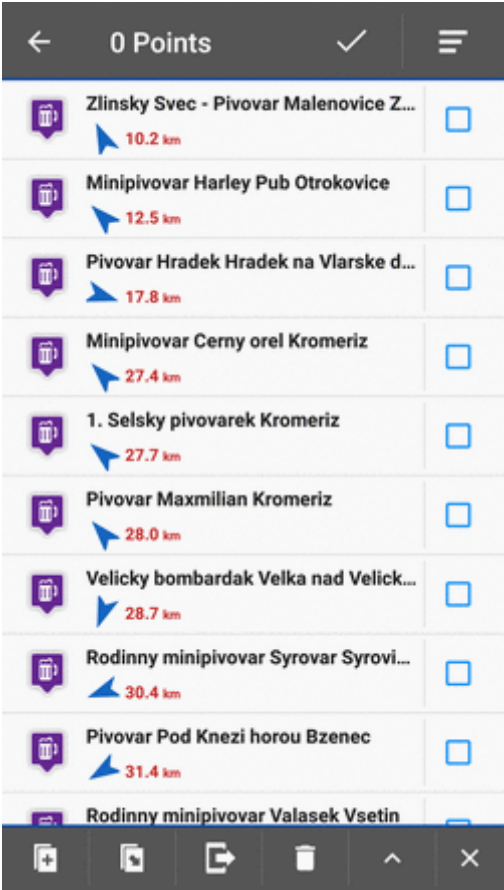 0 Points
Zlinsky Svec - Pivovar Malenovice Z...
10.2 km
Minipivovar Harley Pub Otrokovice
12.5 km
Pivovar Hradek Hradek na Vlarske d...
17.8 km
Minipivovar Cerny orel Kromeriz
27.4 km
1. Selsky pivovarek Kromeriz
27.7 km
Pivovar Maxmilian Kromeriz
28.0 km
Velicky bombardak Velka nad Velick...
28.7 km
Rodinny minipivovar Syrovar Syrovi...
30.4 km
Pivovar Pod Knezi horou Bzenec
31.4 km
Rodinny minipivovar Valasek Vsetin